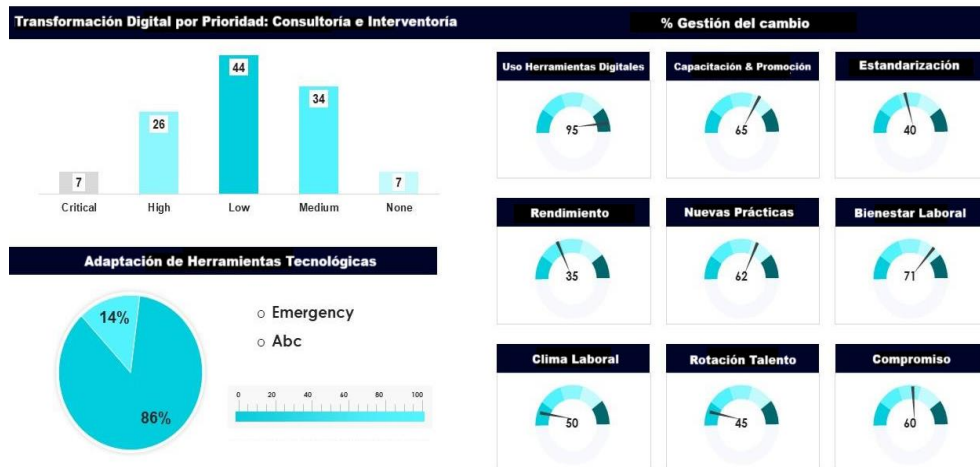 Transformación Digital por Prioridad: Consultoría e Interventoría
44
34
26
7
7
Critical High Low Medium None
Adaptación de Herramientas Tecnológicas
14%
86%
Emergency
Abc
0 20 40 60 80 100
% Gestión del cambio
Uso Herramientas Digitales
95
Capacitación & Promoción
65
Estandarización
40
Rendimiento
35
Nuevas Prácticas
62
Bienestar Laboral
71
Clima Laboral
50
Rotación Talento
45
Compromiso
60